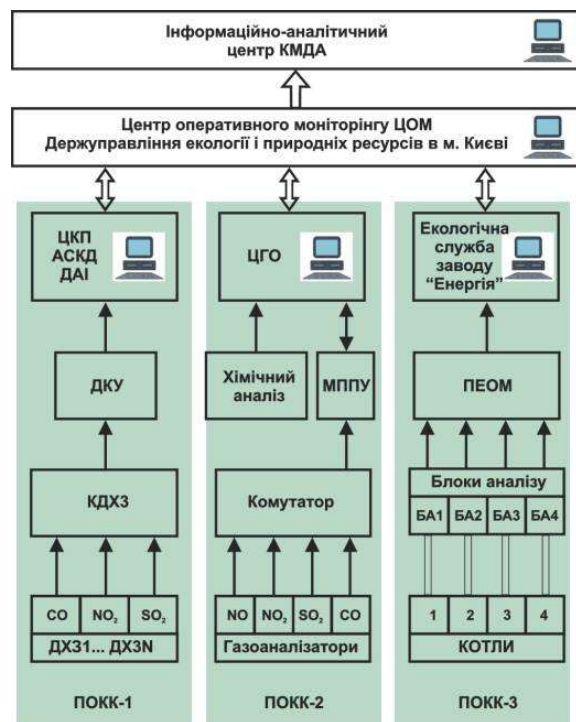 Інформаційно-аналітичний
центр КМДА
Центр оперативного моніторінгу ЦОМ
Держуправління екології і природніх ресурсів в м. Києві
ЦКП
АСКД
ДАІ
ДКУ
КДХЗ
CO NO₂ SO₂
ДХЗ1... ДХЗN
ПОКК-1
ЦГО
Хімічний
аналіз
МППУ
Комутатор
NO NO₂ SO₂ CO
Газоаналізатори
ПОКК-2
Екологічна
служба
заводу
“Енергія”
ПЕОМ
Блоки аналізу
БА1 БА2 БА3 БА4
1 2 3 4
КОТЛИ
ПОКК-3